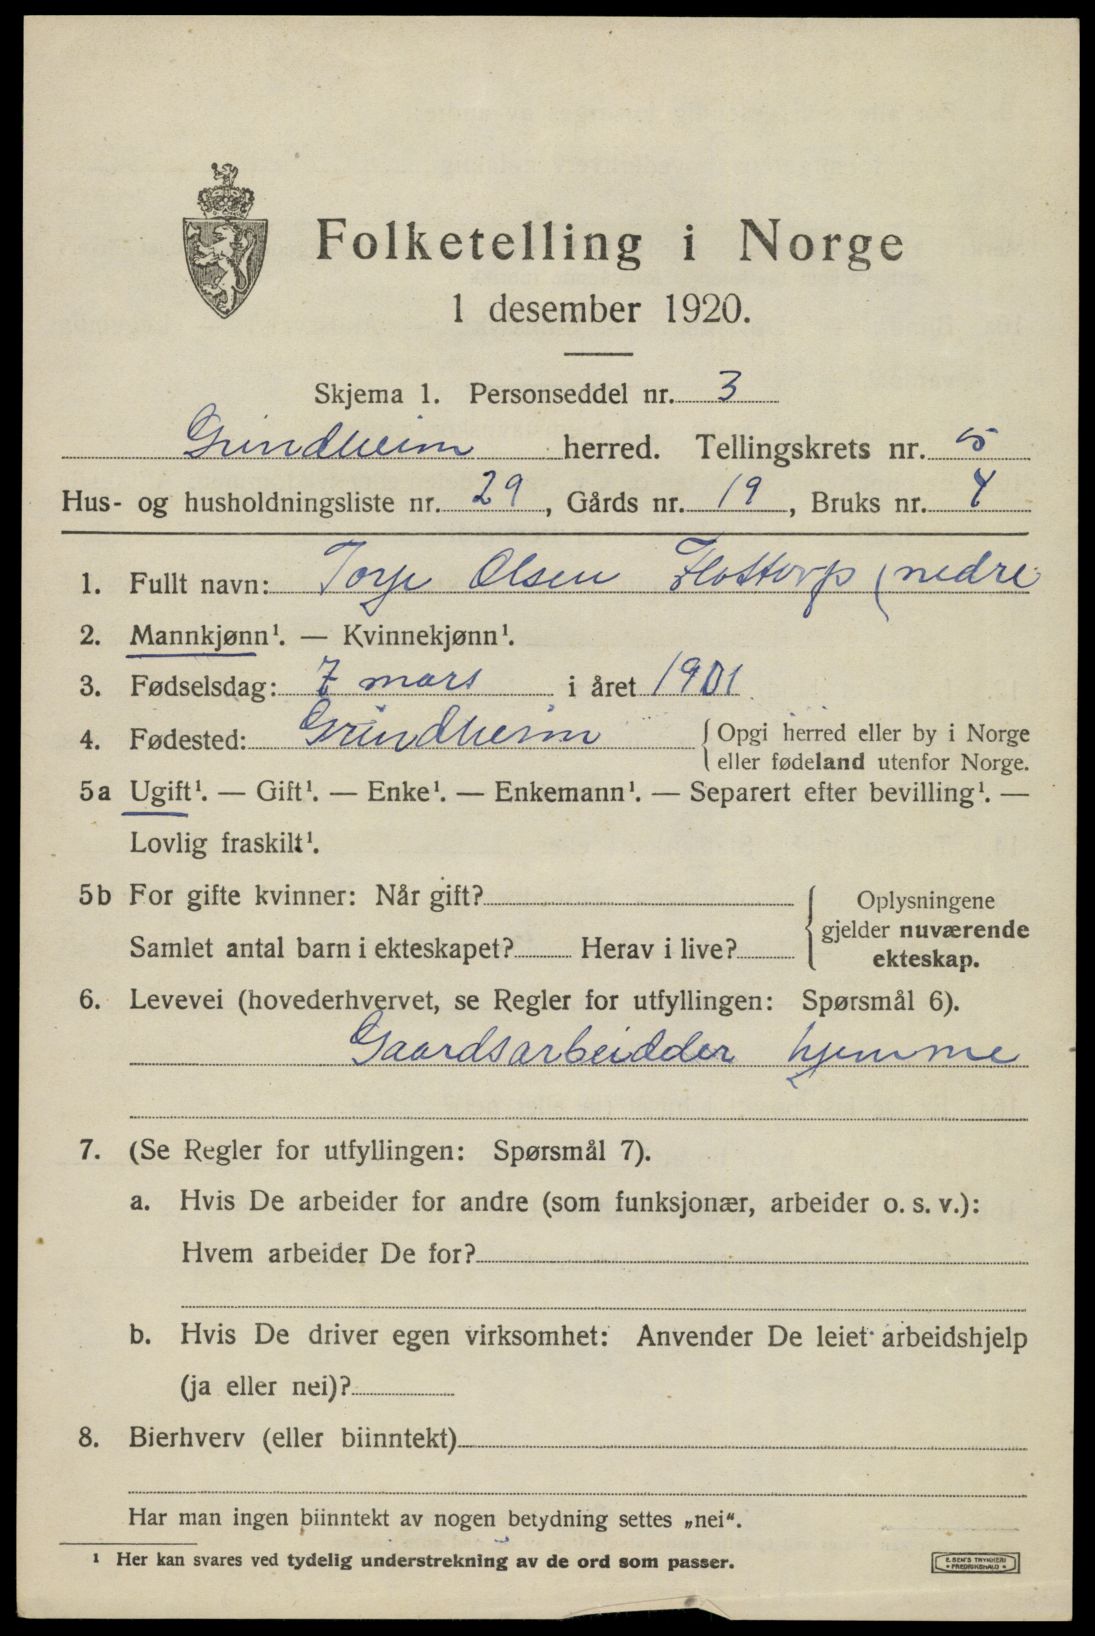 Folketelling i Norge
1 desember 1920.
Skjema 1. Personseddel nr. 3
Grindheim herred. Tellingskrets nr. 5
Hus- og husholdningsliste nr. 29, Gårds nr. 19, Bruks nr. 4
1. Fullt navn: Torje Olsen Flottorp (nedre
2. Mannkjønn¹. — Kvinnekjønn¹.
3. Fødselsdag: 7 mars i året 1901
4. Fødested: Grindheim {Opgi herred eller by i Norge
eller fødeland utenfor Norge.
5a Ugift¹. — Gift¹. — Enke¹. — Enkemann¹. — Separert efter bevilling¹. —
Lovlig fraskilt¹.
5b For gifte kvinner: Når gift?
Samlet antal barn i ekteskapet? Herav i live?
Oplysningene
gjelder nuværende
ekteskap.
6. Levevei (hovederhvervet, se Regler for utfyllingen: Spørsmål 6).
Gaardsarbeidder hjemme
7. (Se Regler for utfyllingen: Spørsmål 7).
a. Hvis De arbeider for andre (som funksjonær, arbeider o. s. v.):
Hvem arbeider De for?
b. Hvis De driver egen virksomhet: Anvender De leiet arbeidshjelp
(ja eller nei)?
8. Bierhverv (eller biinntekt)
Har man ingen biinntekt av nogen betydning settes „nei“.
¹ Her kan svares ved tydelig understrekning av de ord som passer.
E. SEM'S TRYKKERI
• FREDRIKSHALD •